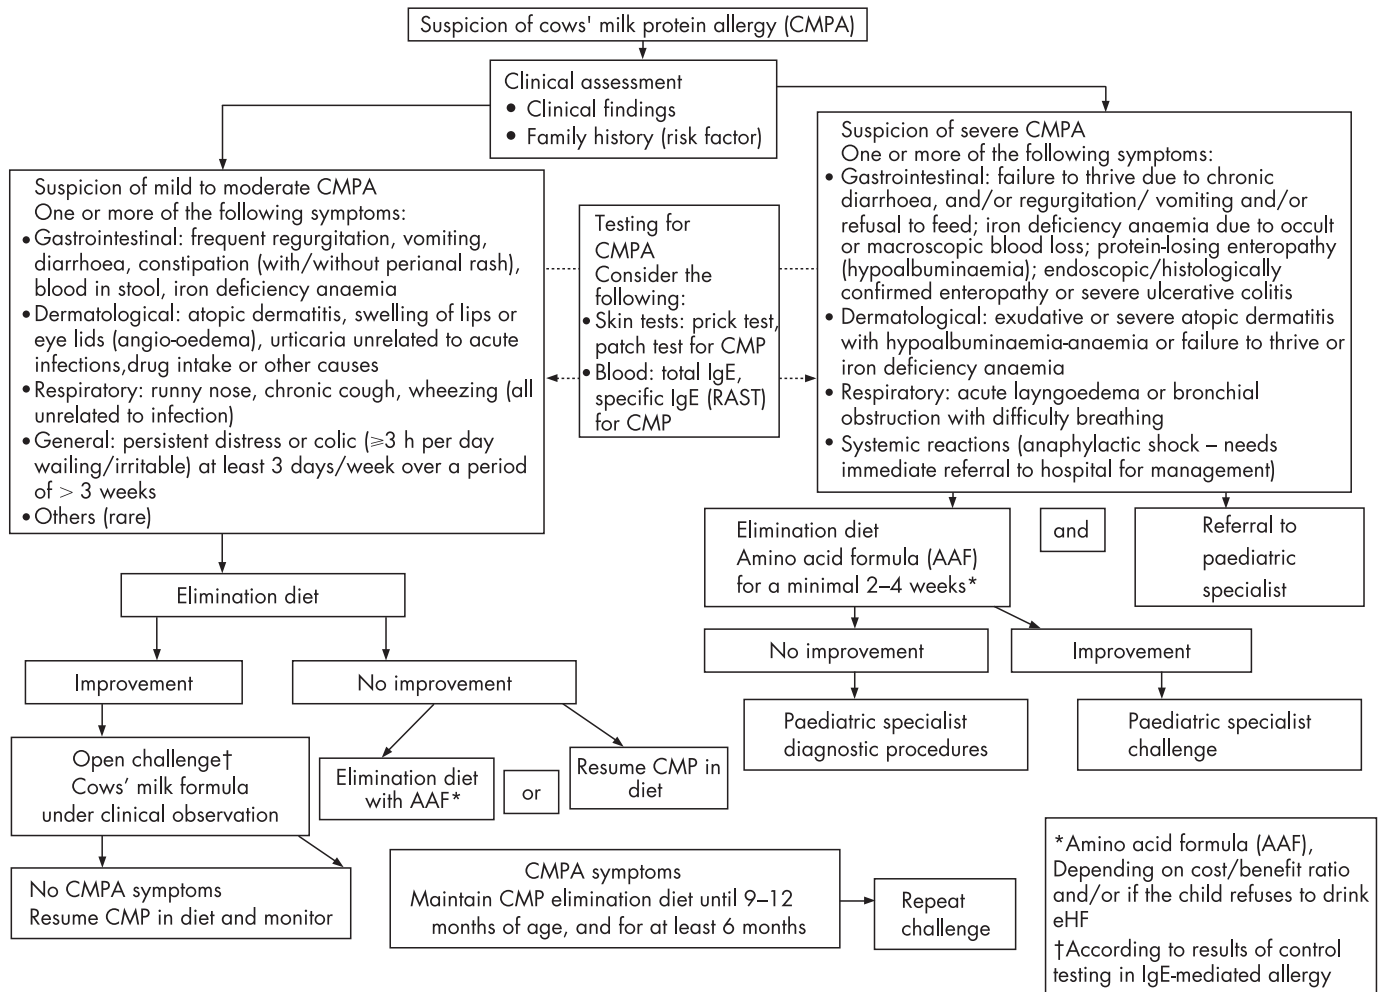 Suspicion of cows' milk protein allergy (CMPA)
Clinical assessment
• Clinical findings
• Family history (risk factor)
Suspicion of mild to moderate CMPA
One or more of the following symptoms:
• Gastrointestinal: frequent regurgitation, vomiting,
diarrhoea, constipation (with/without perianal rash),
blood in stool, iron deficiency anaemia
• Dermatological: atopic dermatitis, swelling of lips or
eye lids (angio-oedema), urticaria unrelated to acute
infections,drug intake or other causes
• Respiratory: runny nose, chronic cough, wheezing (all
unrelated to infection)
• General: persistent distress or colic (⩾3 h per day
wailing/irritable) at least 3 days/week over a period
of > 3 weeks
• Others (rare)
Testing for
CMPA
Consider the
following:
• Skin tests: prick test,
patch test for CMP
• Blood: total IgE,
specific IgE (RAST)
for CMP
Suspicion of severe CMPA
One or more of the following symptoms:
• Gastrointestinal: failure to thrive due to chronic
diarrhoea, and/or regurgitation/ vomiting and/or
refusal to feed; iron deficiency anaemia due to occult
or macroscopic blood loss; protein-losing enteropathy
(hypoalbuminaemia); endoscopic/histologically
confirmed enteropathy or severe ulcerative colitis
• Dermatological: exudative or severe atopic dermatitis
with hypoalbuminaemia-anaemia or failure to thrive or
iron deficiency anaemia
• Respiratory: acute layngoedema or bronchial
obstruction with difficulty breathing
• Systemic reactions (anaphylactic shock – needs
immediate referral to hospital for management)
Elimination diet
Amino acid formula (AAF)
for a minimal 2–4 weeks*
and
Referral to
paediatric
specialist
Elimination diet
No improvement
Improvement
Improvement
No improvement
Paediatric specialist
diagnostic procedures
Paediatric specialist
challenge
Open challenge†
Cows' milk formula
under clinical observation
Elimination diet
with AAF*
or
Resume CMP in
diet
No CMPA symptoms
Resume CMP in diet and monitor
CMPA symptoms
Maintain CMP elimination diet until 9–12
months of age, and for at least 6 months
Repeat
challenge
*Amino acid formula (AAF),
Depending on cost/benefit ratio
and/or if the child refuses to drink
eHF
†According to results of control
testing in IgE-mediated allergy